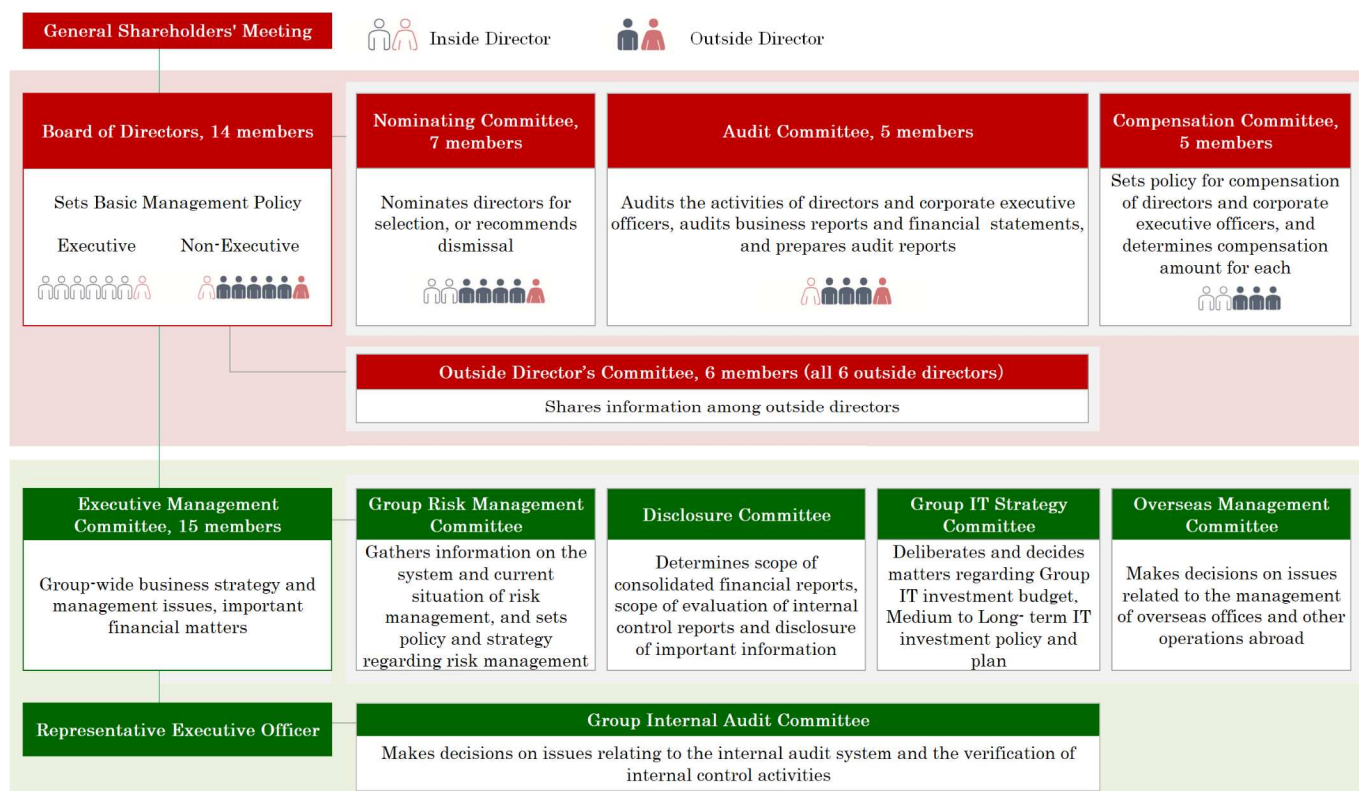 General Shareholders' Meeting
Inside Director
Outside Director
Board of Directors, 14 members
Sets Basic Management Policy
Executive
Non-Executive
Nominating Committee,
7 members
Nominates directors for
selection, or recommends
dismissal
Audit Committee, 5 members
Audits the activities of directors and corporate executive
officers, audits business reports and financial statements,
and prepares audit reports
Compensation Committee,
5 members
Sets policy for compensation
of directors and corporate
executive officers, and
determines compensation
amount for each
Outside Director's Committee, 6 members (all 6 outside directors)
Shares information among outside directors
Executive Management
Committee, 15 members
Group-wide business strategy and
management issues, important
financial matters
Group Risk Management
Committee
Gathers information on the
system and current
situation of risk
management, and sets
policy and strategy
regarding risk management
Disclosure Committee
Determines scope of
consolidated financial reports,
scope of evaluation of internal
control reports and disclosure
of important information
Group IT Strategy
Committee
Deliberates and decides
matters regarding Group
IT investment budget,
Medium to Long- term IT
investment policy and
plan
Overseas Management
Committee
Makes decisions on issues
related to the management
of overseas offices and other
operations abroad
Representative Executive Officer
Group Internal Audit Committee
Makes decisions on issues relating to the internal audit system and the verification of
internal control activities